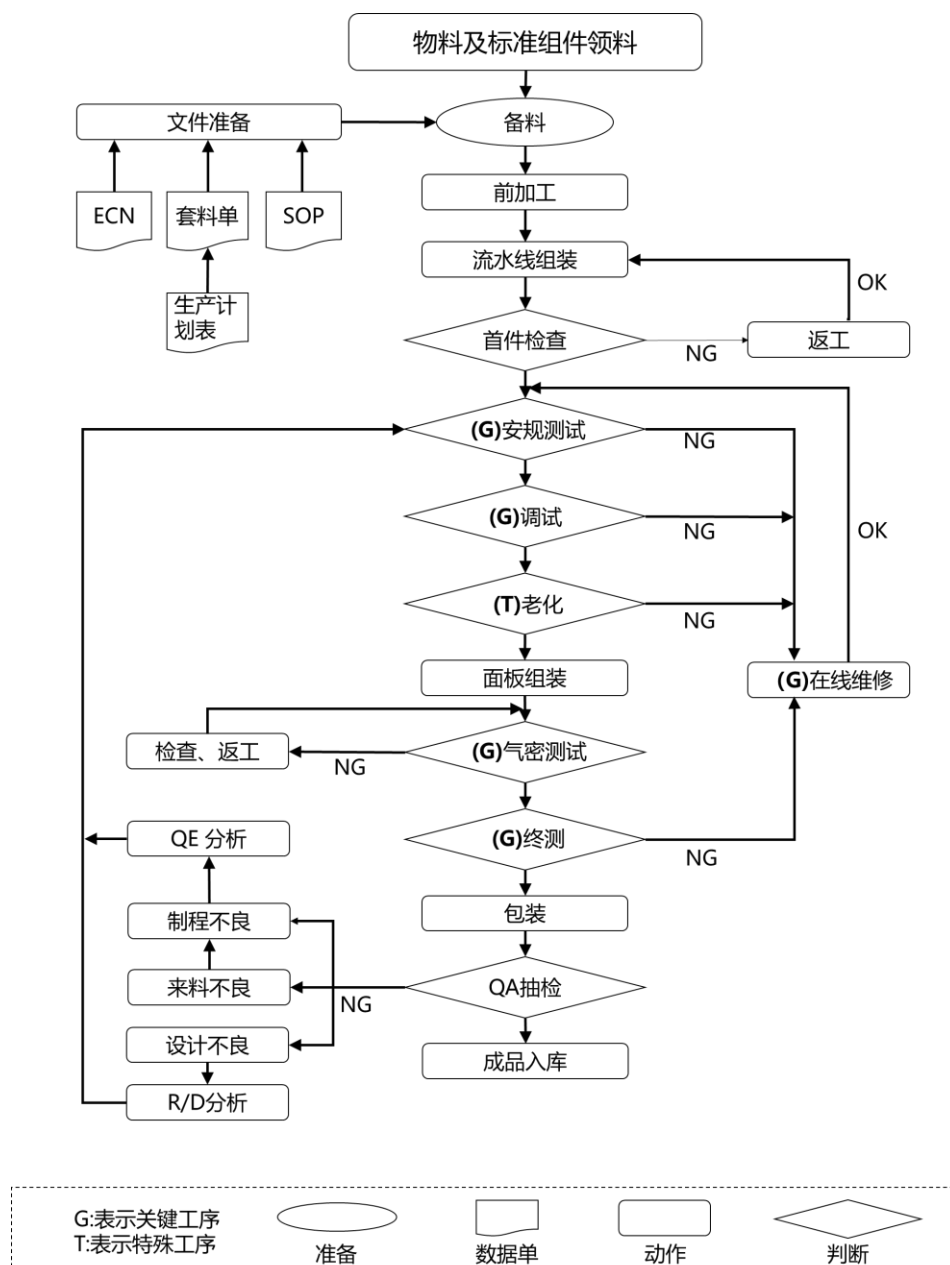 物料及标准组件领料
文件准备
备料
ECN
套料单
SOP
前加工
流水线组装
OK
生产计
划表
首件检查
NG
返工
(G)安规测试
NG
(G)调试
NG
OK
(T)老化
NG
面板组装
(G)在线维修
检查、返工
NG
(G)气密测试
QE 分析
(G)终测
NG
制程不良
包装
来料不良
NG
QA抽检
设计不良
成品入库
R/D分析
G:表示关键工序
T:表示特殊工序
准备
数据单
动作
判断